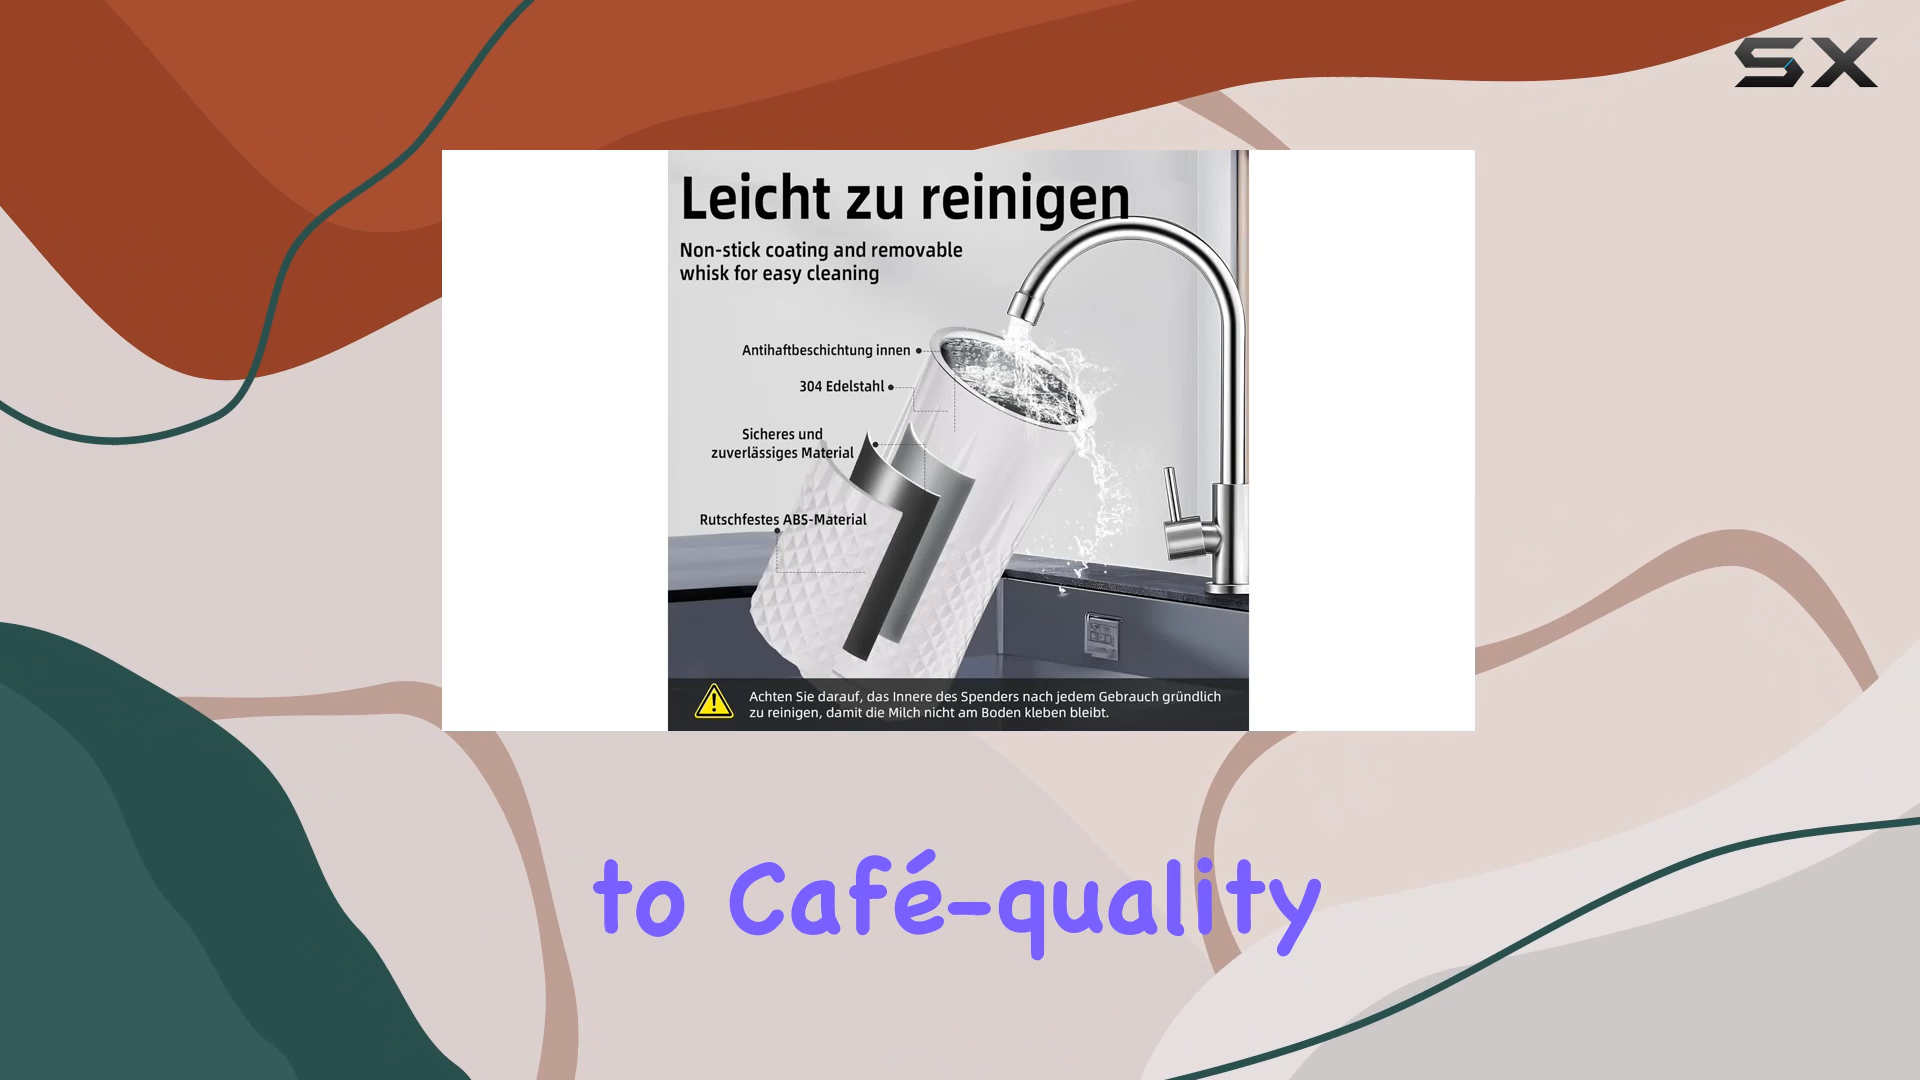 SX
Leicht zu reinigen
Non-stick coating and removable
whisk for easy cleaning
Antihaftbeschichtung innen
304 Edelstahl
Sicheres und
zuverlässiges Material
Rutschfestes ABS-Material
Achten Sie darauf, das Innere des Spenders nach jedem Gebrauch gründlich
zu reinigen, damit die Milch nicht am Boden kleben bleibt.
to Café-quality